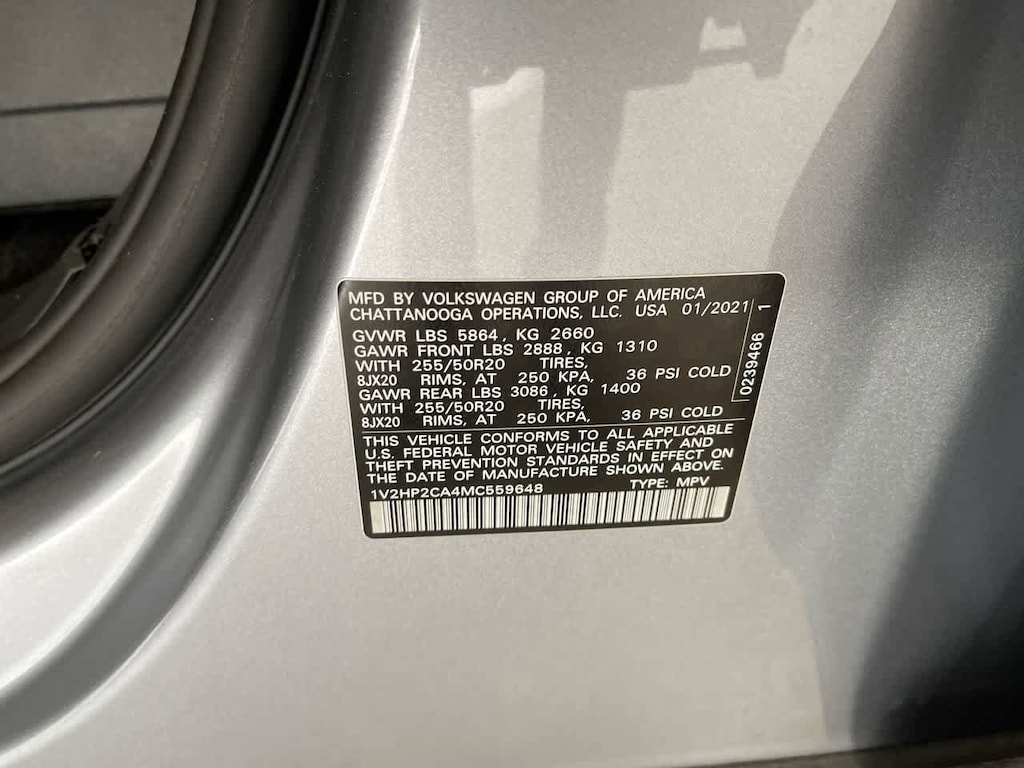 MFD BY VOLKSWAGEN GROUP OF AMERICA
CHATTANOOGA OPERATIONS, LLC. USA 01/2021
GVWR LBS 5864, KG 2660
GAWR FRONT LBS 2888, KG 1310
WITH 255/50R20 TIRES,
8JX20 RIMS, AT 250 KPA, 36 PSI COLD
GAWR REAR LBS 3086, KG 1400
WITH 255/50R20 TIRES,
8JX20 RIMS, AT 250 KPA, 36 PSI COLD
THIS VEHICLE CONFORMS TO ALL APPLICABLE
U.S. FEDERAL MOTOR VEHICLE SAFETY AND
THEFT PREVENTION STANDARDS IN EFFECT ON
THE DATE OF MANUFACTURE SHOWN ABOVE.
1V2HP2CA4MC559648 TYPE: MPV
0239466 1